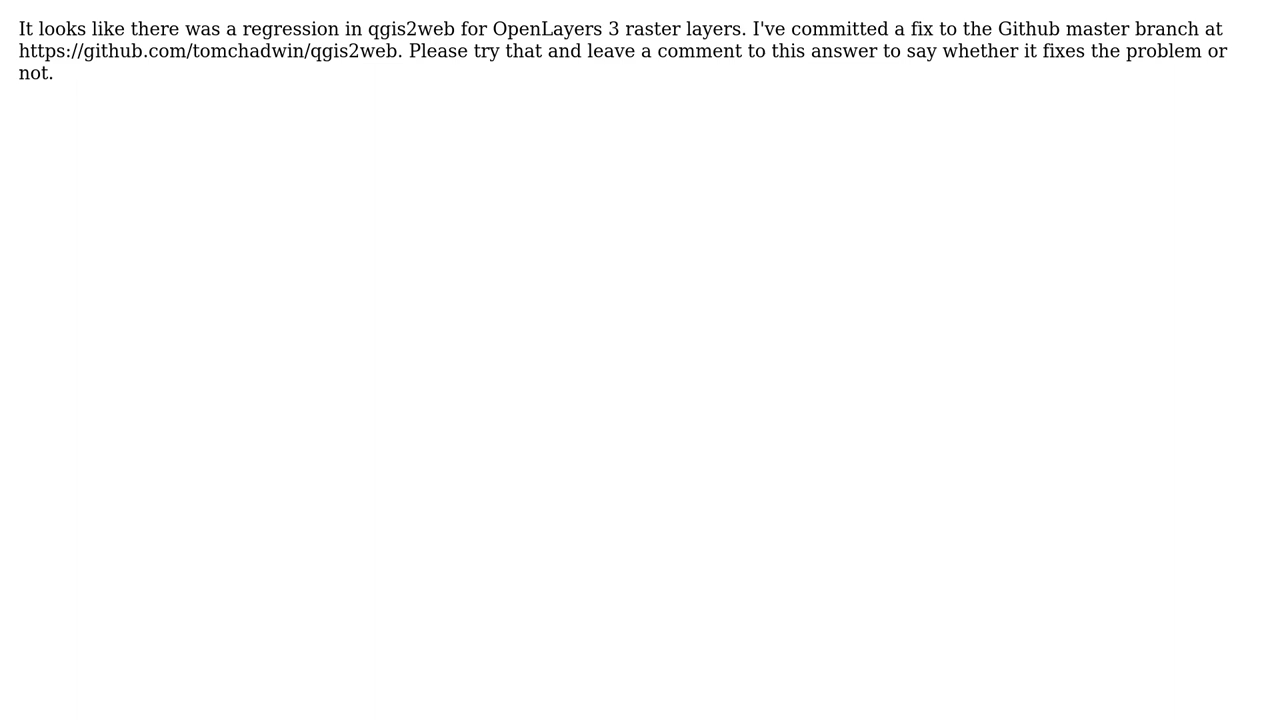 It looks like there was a regression in qgis2web for OpenLayers 3 raster layers. I've committed a fix to the Github master branch at
https://github.com/tomchadwin/qgis2web. Please try that and leave a comment to this answer to say whether it fixes the problem or
not.